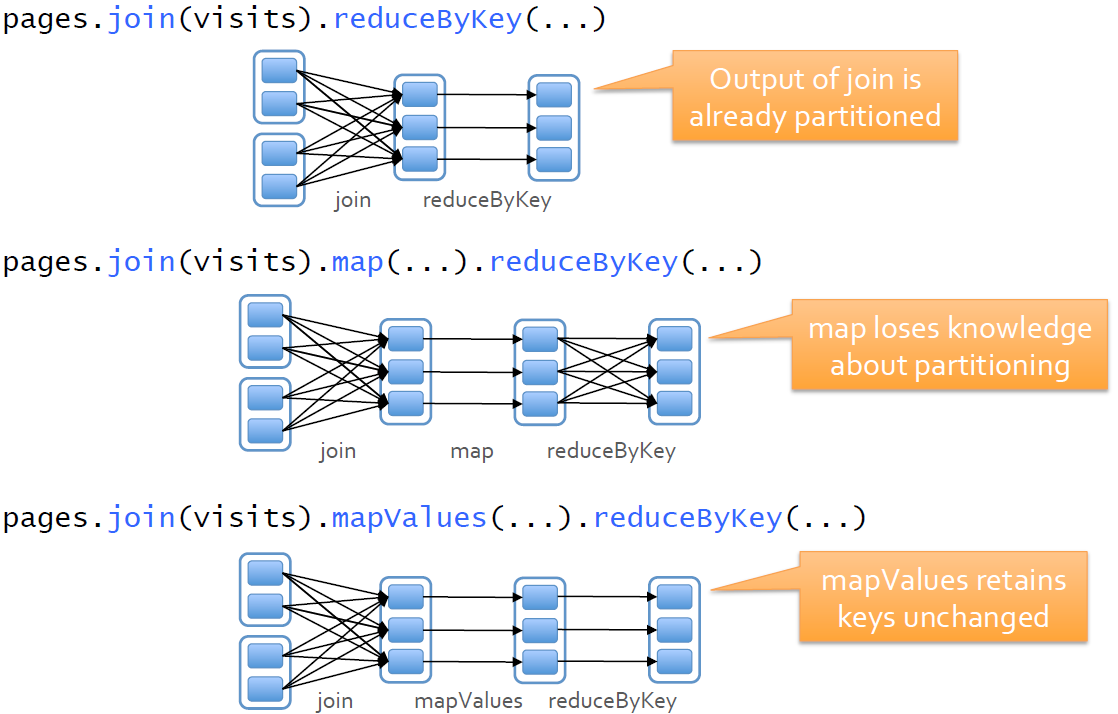 pages.join(visits).reduceByKey(...)
Output of join is
already partitioned
join
reduceByKey
pages.join(visits).map(...).reduceByKey(...)
map loses knowledge
about partitioning
join
map
reduceByKey
pages.join(visits).mapValues(...).reduceByKey(...)
mapValues retains
keys unchanged
join
mapValues
reduceByKey